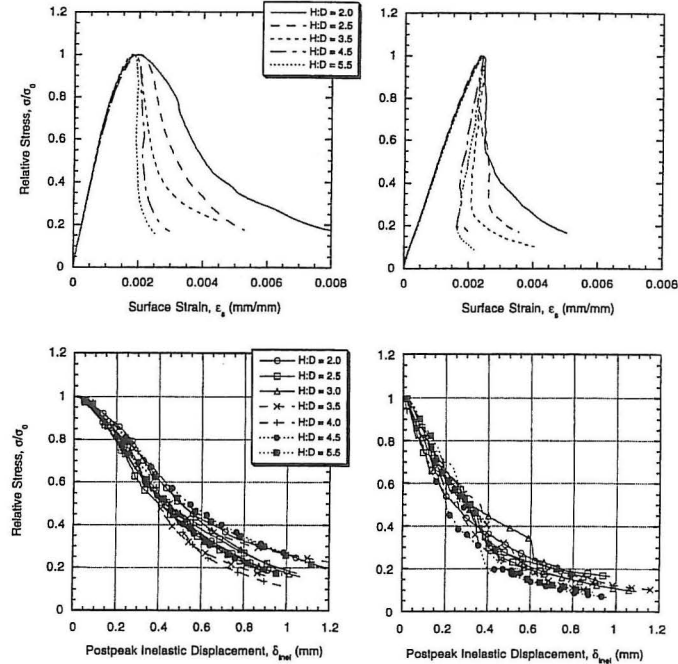 1.2
1
0.8
0.6
0.4
0.2
0
Relative Stress, σ/σ₀
0 0.002 0.004 0.006 0.008
Surface Strain, εₛ (mm/mm)
H:D = 2.0
H:D = 2.5
H:D = 3.5
H:D = 4.5
H:D = 5.5
1.2
1
0.8
0.6
0.4
0.2
0
0 0.002 0.004 0.006 0.008
Surface Strain, εₛ (mm/mm)
1.2
1
0.8
0.6
0.4
0.2
0
Relative Stress, σ/σ₀
0 0.2 0.4 0.6 0.8 1 1.2
Postpeak Inelastic Displacement, δᵢₙₑₗ (mm)
H:D = 2.0
H:D = 2.5
H:D = 3.0
H:D = 3.5
H:D = 4.0
H:D = 4.5
H:D = 5.5
1.2
1
0.8
0.6
0.4
0.2
0
0 0.2 0.4 0.6 0.8 1 1.2
Postpeak Inelastic Displacement, δᵢₙₑₗ (mm)